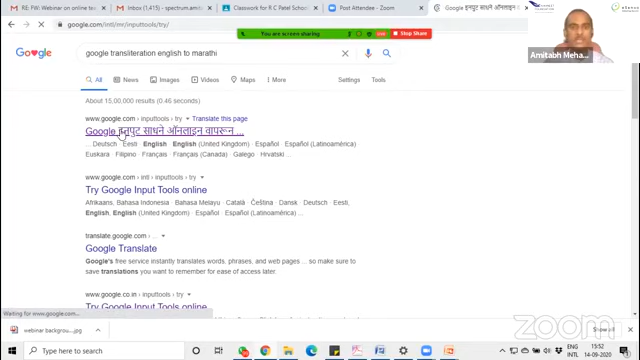 RE: FW: Webinar on online tea
Inbox (1,415) - spectrum.amitabh
Classwork for R C Patel School
Post Attendee - Zoom
Google इनपुट साधने ऑनलाइन वा
google.com/intl/mr/inputtools/try/
You are screen sharing
Stop Share
Amitabh Meha...
google transliteration english to marathi
All
News
Images
Videos
Maps
More
Settings
Tools
About 15,00,000 results (0.46 seconds)
www.google.com › inputtools › try ▾ Translate this page
Google इनपुट साधने ऑनलाइन वापरून ...
... Deutsch · Eesti · English · English (United Kingdom) · Español · Español (Latinoamérica) ·
Euskara · Filipino · Français · Français (Canada) · Galego · Hrvatski ...
www.google.com › intl › inputtools › try ▾
Try Google Input Tools online
Afrikaans · Bahasa Indonesia · Bahasa Melayu · Català · Čeština · Dansk · Deutsch · Eesti,
English, English (United Kingdom) · Español · Español (Latinoamérica) ...
translate.google.com › ... ▾
Google Translate
Google's free service instantly translates words, phrases, and web pages ... so make sure to
save translations you want to remember for ease of access later.
www.google.co.in › inputtools › try ▾
Try Google Input Tools online
Waiting for www.google.com...
webinar backgrou....jpg
Show all
zoom
Type here to search
ENG
INTL
15:52
14-09-2020